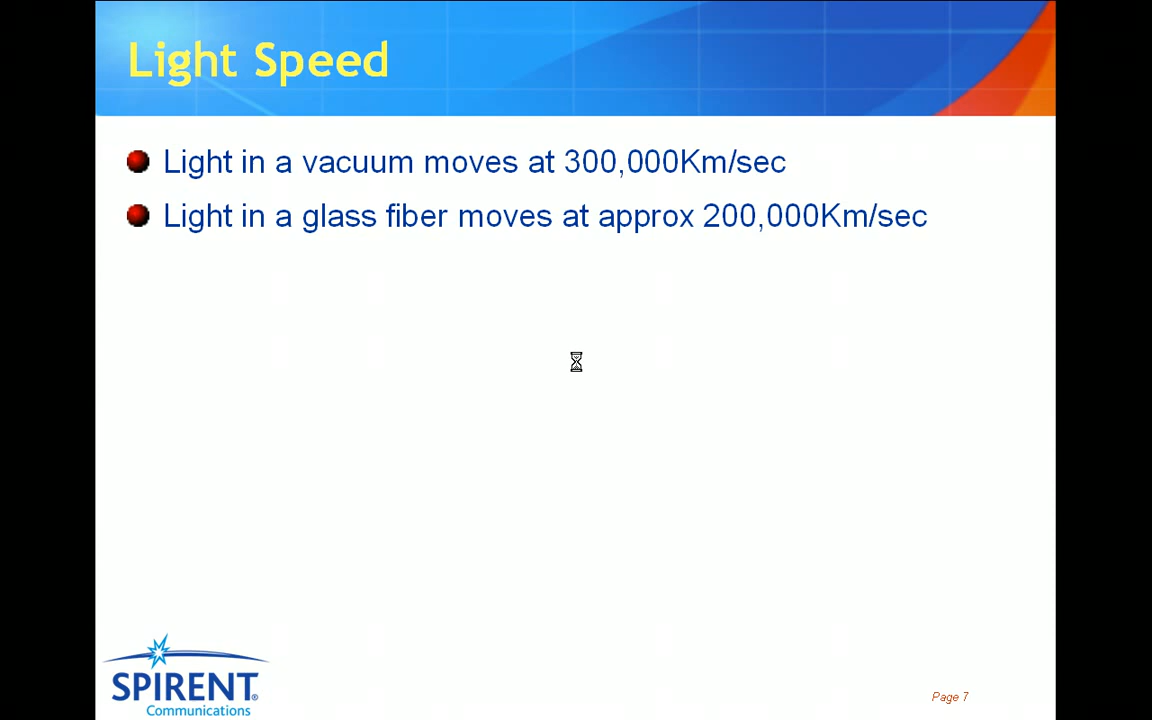 Light Speed
Light in a vacuum moves at 300,000Km/sec
Light in a glass fiber moves at approx 200,000Km/sec
SPIRENT®
Communications
Page 7